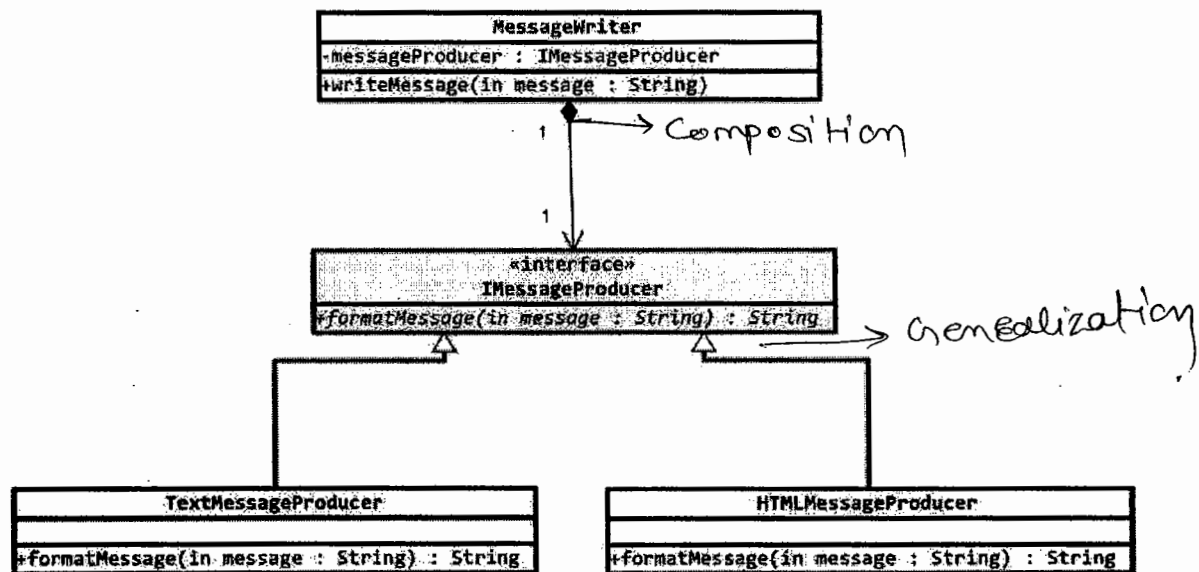 MessageWriter
-messageProducer : IMessageProducer
+writeMessage(in message : String)
1
Composition
1
«interface»
IMessageProducer
+formatMessage(in message : String) : String
Genealization
TextMessageProducer
HTMLMessageProducer
+formatMessage(in message : String) : String
+formatMessage(in message : String) : String